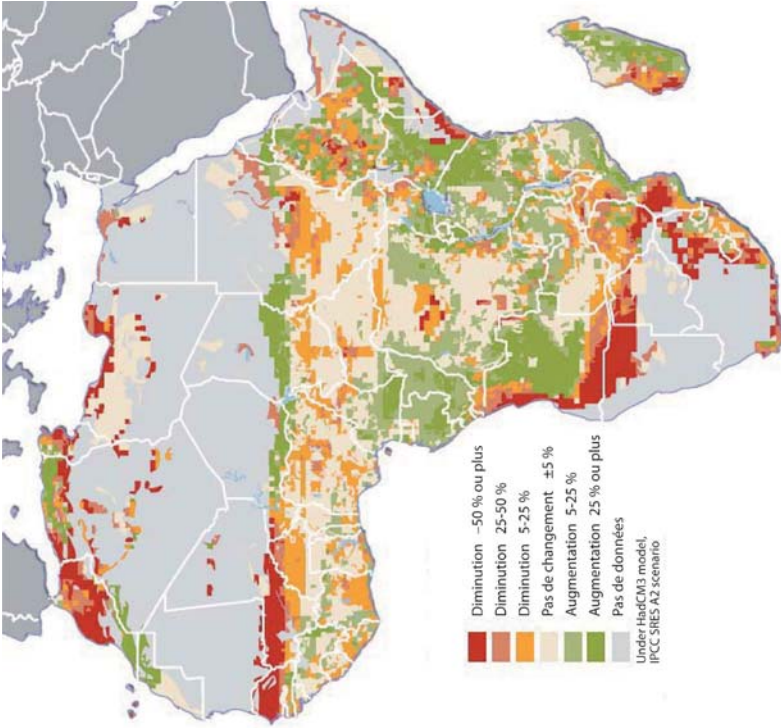 Diminution –50 % ou plus
Diminution 25-50 %
Diminution 5-25 %
Pas de changement ±5 %
Augmentation 5-25 %
Augmentation 25 % ou plus
Pas de données
Under HadCM3 model,
IPCC SRES A2 scenario